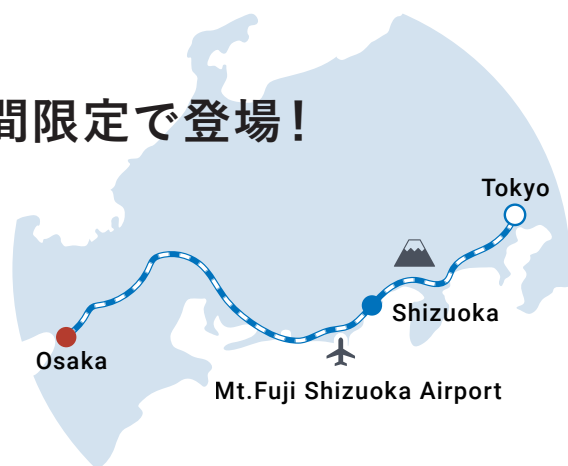 間限定で登場！
Tokyo
Shizuoka
Osaka
Mt.Fuji Shizuoka Airport